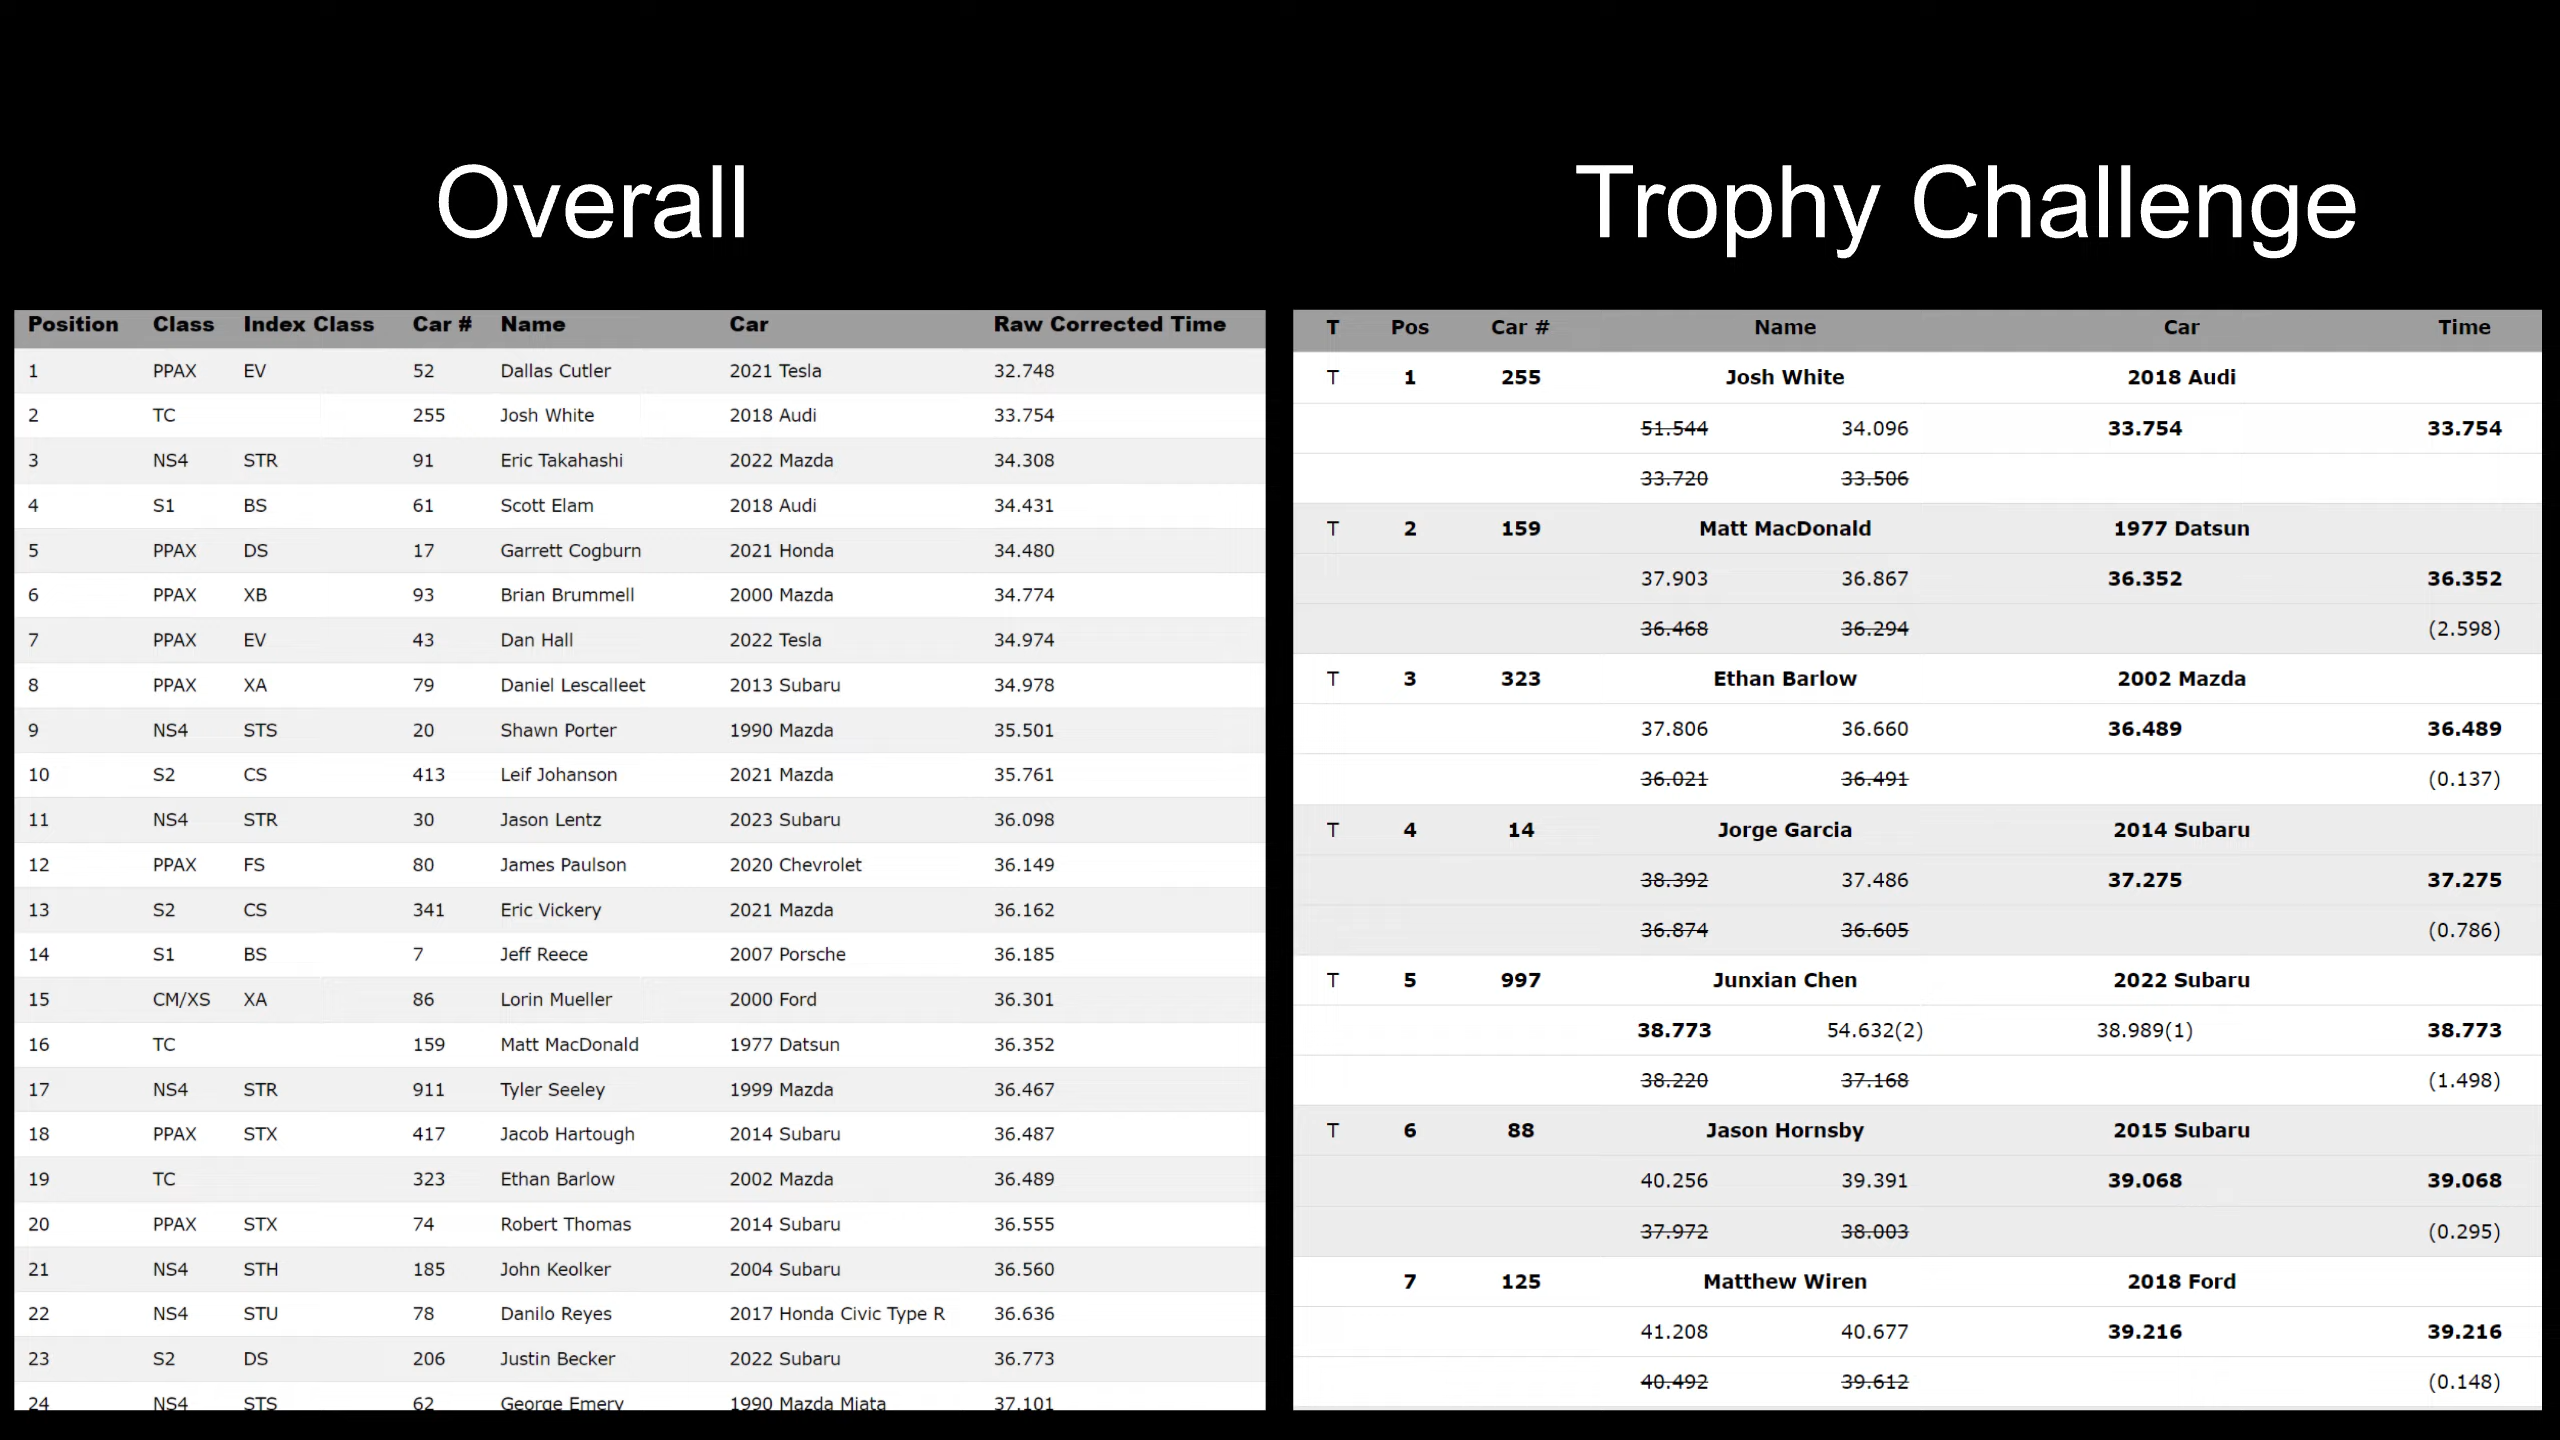 Overall
Position Class Index Class Car # Name Car Raw Corrected Time
1 PPAX EV 52 Dallas Cutler 2021 Tesla 32.748
2 TC 255 Josh White 2018 Audi 33.754
3 NS4 STR 91 Eric Takahashi 2022 Mazda 34.308
4 S1 BS 61 Scott Elam 2018 Audi 34.431
5 PPAX DS 17 Garrett Cogburn 2021 Honda 34.480
6 PPAX XB 93 Brian Brummell 2000 Mazda 34.774
7 PPAX EV 43 Dan Hall 2022 Tesla 34.974
8 PPAX XA 79 Daniel Lescalleet 2013 Subaru 34.978
9 NS4 STS 20 Shawn Porter 1990 Mazda 35.501
10 S2 CS 413 Leif Johanson 2021 Mazda 35.761
11 NS4 STR 30 Jason Lentz 2023 Subaru 36.098
12 PPAX FS 80 James Paulson 2020 Chevrolet 36.149
13 S2 CS 341 Eric Vickery 2021 Mazda 36.162
14 S1 BS 7 Jeff Reece 2007 Porsche 36.185
15 CM/XS XA 86 Lorin Mueller 2000 Ford 36.301
16 TC 159 Matt MacDonald 1977 Datsun 36.352
17 NS4 STR 911 Tyler Seeley 1999 Mazda 36.467
18 PPAX STX 417 Jacob Hartough 2014 Subaru 36.487
19 TC 323 Ethan Barlow 2002 Mazda 36.489
20 PPAX STX 74 Robert Thomas 2014 Subaru 36.555
21 NS4 STH 185 John Keolker 2004 Subaru 36.560
22 NS4 STU 78 Danilo Reyes 2017 Honda Civic Type R 36.636
23 S2 DS 206 Justin Becker 2022 Subaru 36.773
24 NS4 STS 62 George Emery 1990 Mazda Miata 37.101
Trophy Challenge
T Pos Car # Name Car Time
T 1 255 Josh White 2018 Audi
51.544 34.096 33.754 33.754
33.720 33.506
T 2 159 Matt MacDonald 1977 Datsun
37.903 36.867 36.352 36.352
36.468 36.294 (2.598)
T 3 323 Ethan Barlow 2002 Mazda
37.806 36.660 36.489 36.489
36.021 36.491 (0.137)
T 4 14 Jorge Garcia 2014 Subaru
38.392 37.486 37.275 37.275
36.874 36.605 (0.786)
T 5 997 Junxian Chen 2022 Subaru
38.773 54.632(2) 38.989(1) 38.773
38.220 37.168 (1.498)
T 6 88 Jason Hornsby 2015 Subaru
40.256 39.391 39.068 39.068
37.972 38.003 (0.295)
7 125 Matthew Wiren 2018 Ford
41.208 40.677 39.216 39.216
40.492 39.612 (0.148)